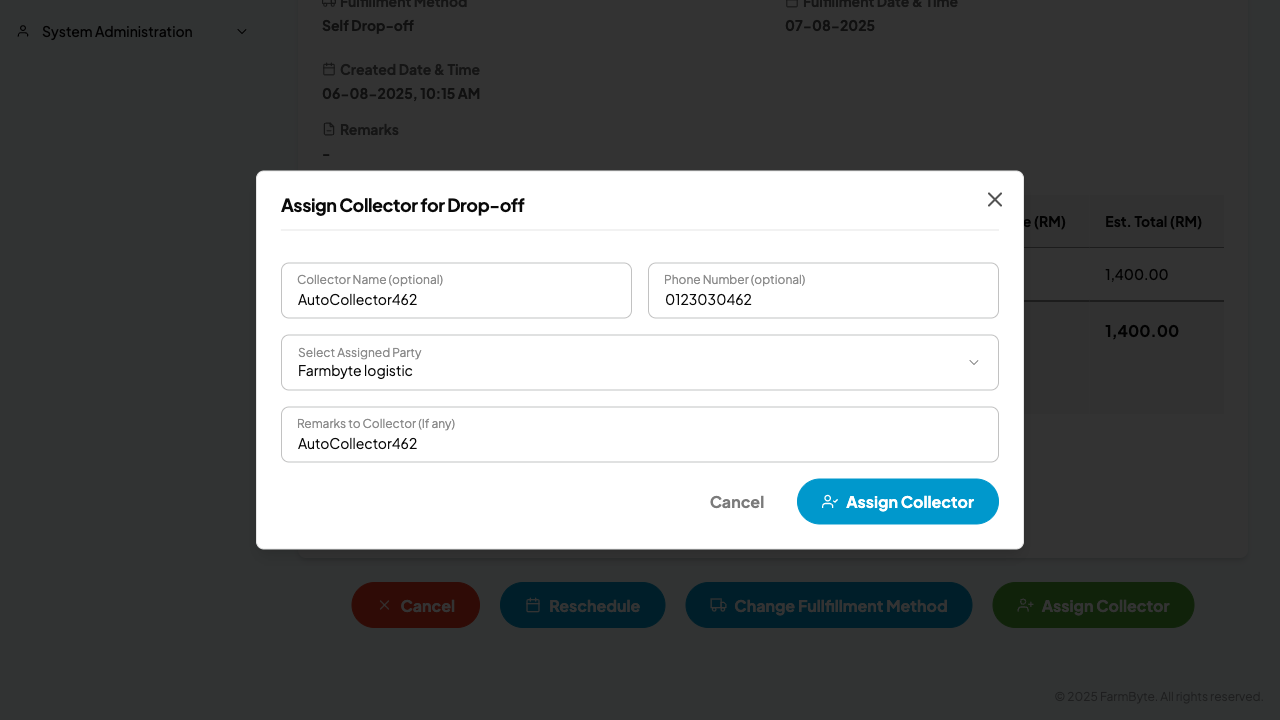 Fulfillment Method
Fulfillment Date & Time
System Administration
Self Drop-off
07-08-2025
Created Date & Time
06-08-2025, 10:15 AM
Remarks
-
Assign Collector for Drop-off
e (RM)
Est. Total (RM)
Collector Name (optional)
AutoCollector462
Phone Number (optional)
0123030462
1,400.00
1,400.00
Select Assigned Party
Farmbyte logistic
Remarks to Collector (If any)
AutoCollector462
Cancel
Assign Collector
Cancel
Reschedule
Change Fullfillment Method
Assign Collector
© 2025 FarmByte. All rights reserved.